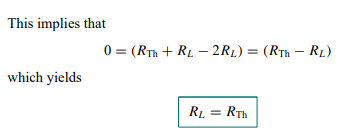 This implies that
0 = (R_Th + R_L − 2R_L) = (R_Th − R_L)
which yields
R_L = R_Th